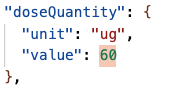 "doseQuantity": {
"unit": "ug",
"value": 60
},